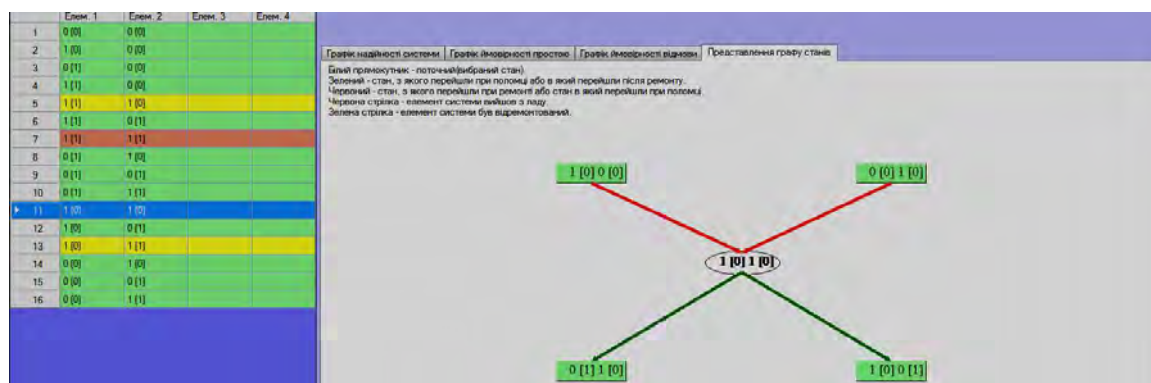 Елем. 1 Елем. 2 Елем. 3 Елем. 4
1 0 [0] 0 [0]
2 1 [0] 0 [0]
3 0 [1] 0 [0]
4 1 [1] 0 [0]
5 1 [1] 1 [0]
6 1 [1] 0 [1]
7 1 [1] 1 [1]
8 0 [1] 1 [0]
9 0 [1] 0 [1]
10 0 [1] 1 [1]
11 1 [0] 1 [0]
12 1 [0] 0 [1]
13 1 [0] 1 [1]
14 0 [0] 1 [0]
15 0 [0] 0 [1]
16 0 [0] 1 [1]
Графік надійності системи Графік ймовірності простою Графік ймовірності відмови Представлення графу станів
Білий прямокутник - поточний(вибраний стан)
Зелений - стан, з якого перейшли при поломці або в який перейшли після ремонту.
Червоний - стан, з якого перейшли при ремонті або стан в який перейшли при поломці
Червона стрілка - елемент системи вийшов з ладу.
Зелена стрілка - елемент системи був відремонтований.
1 [0] 0 [0] 0 [0] 1 [0]
1 [0] 1 [0]
0 [1] 1 [0] 1 [0] 0 [1]